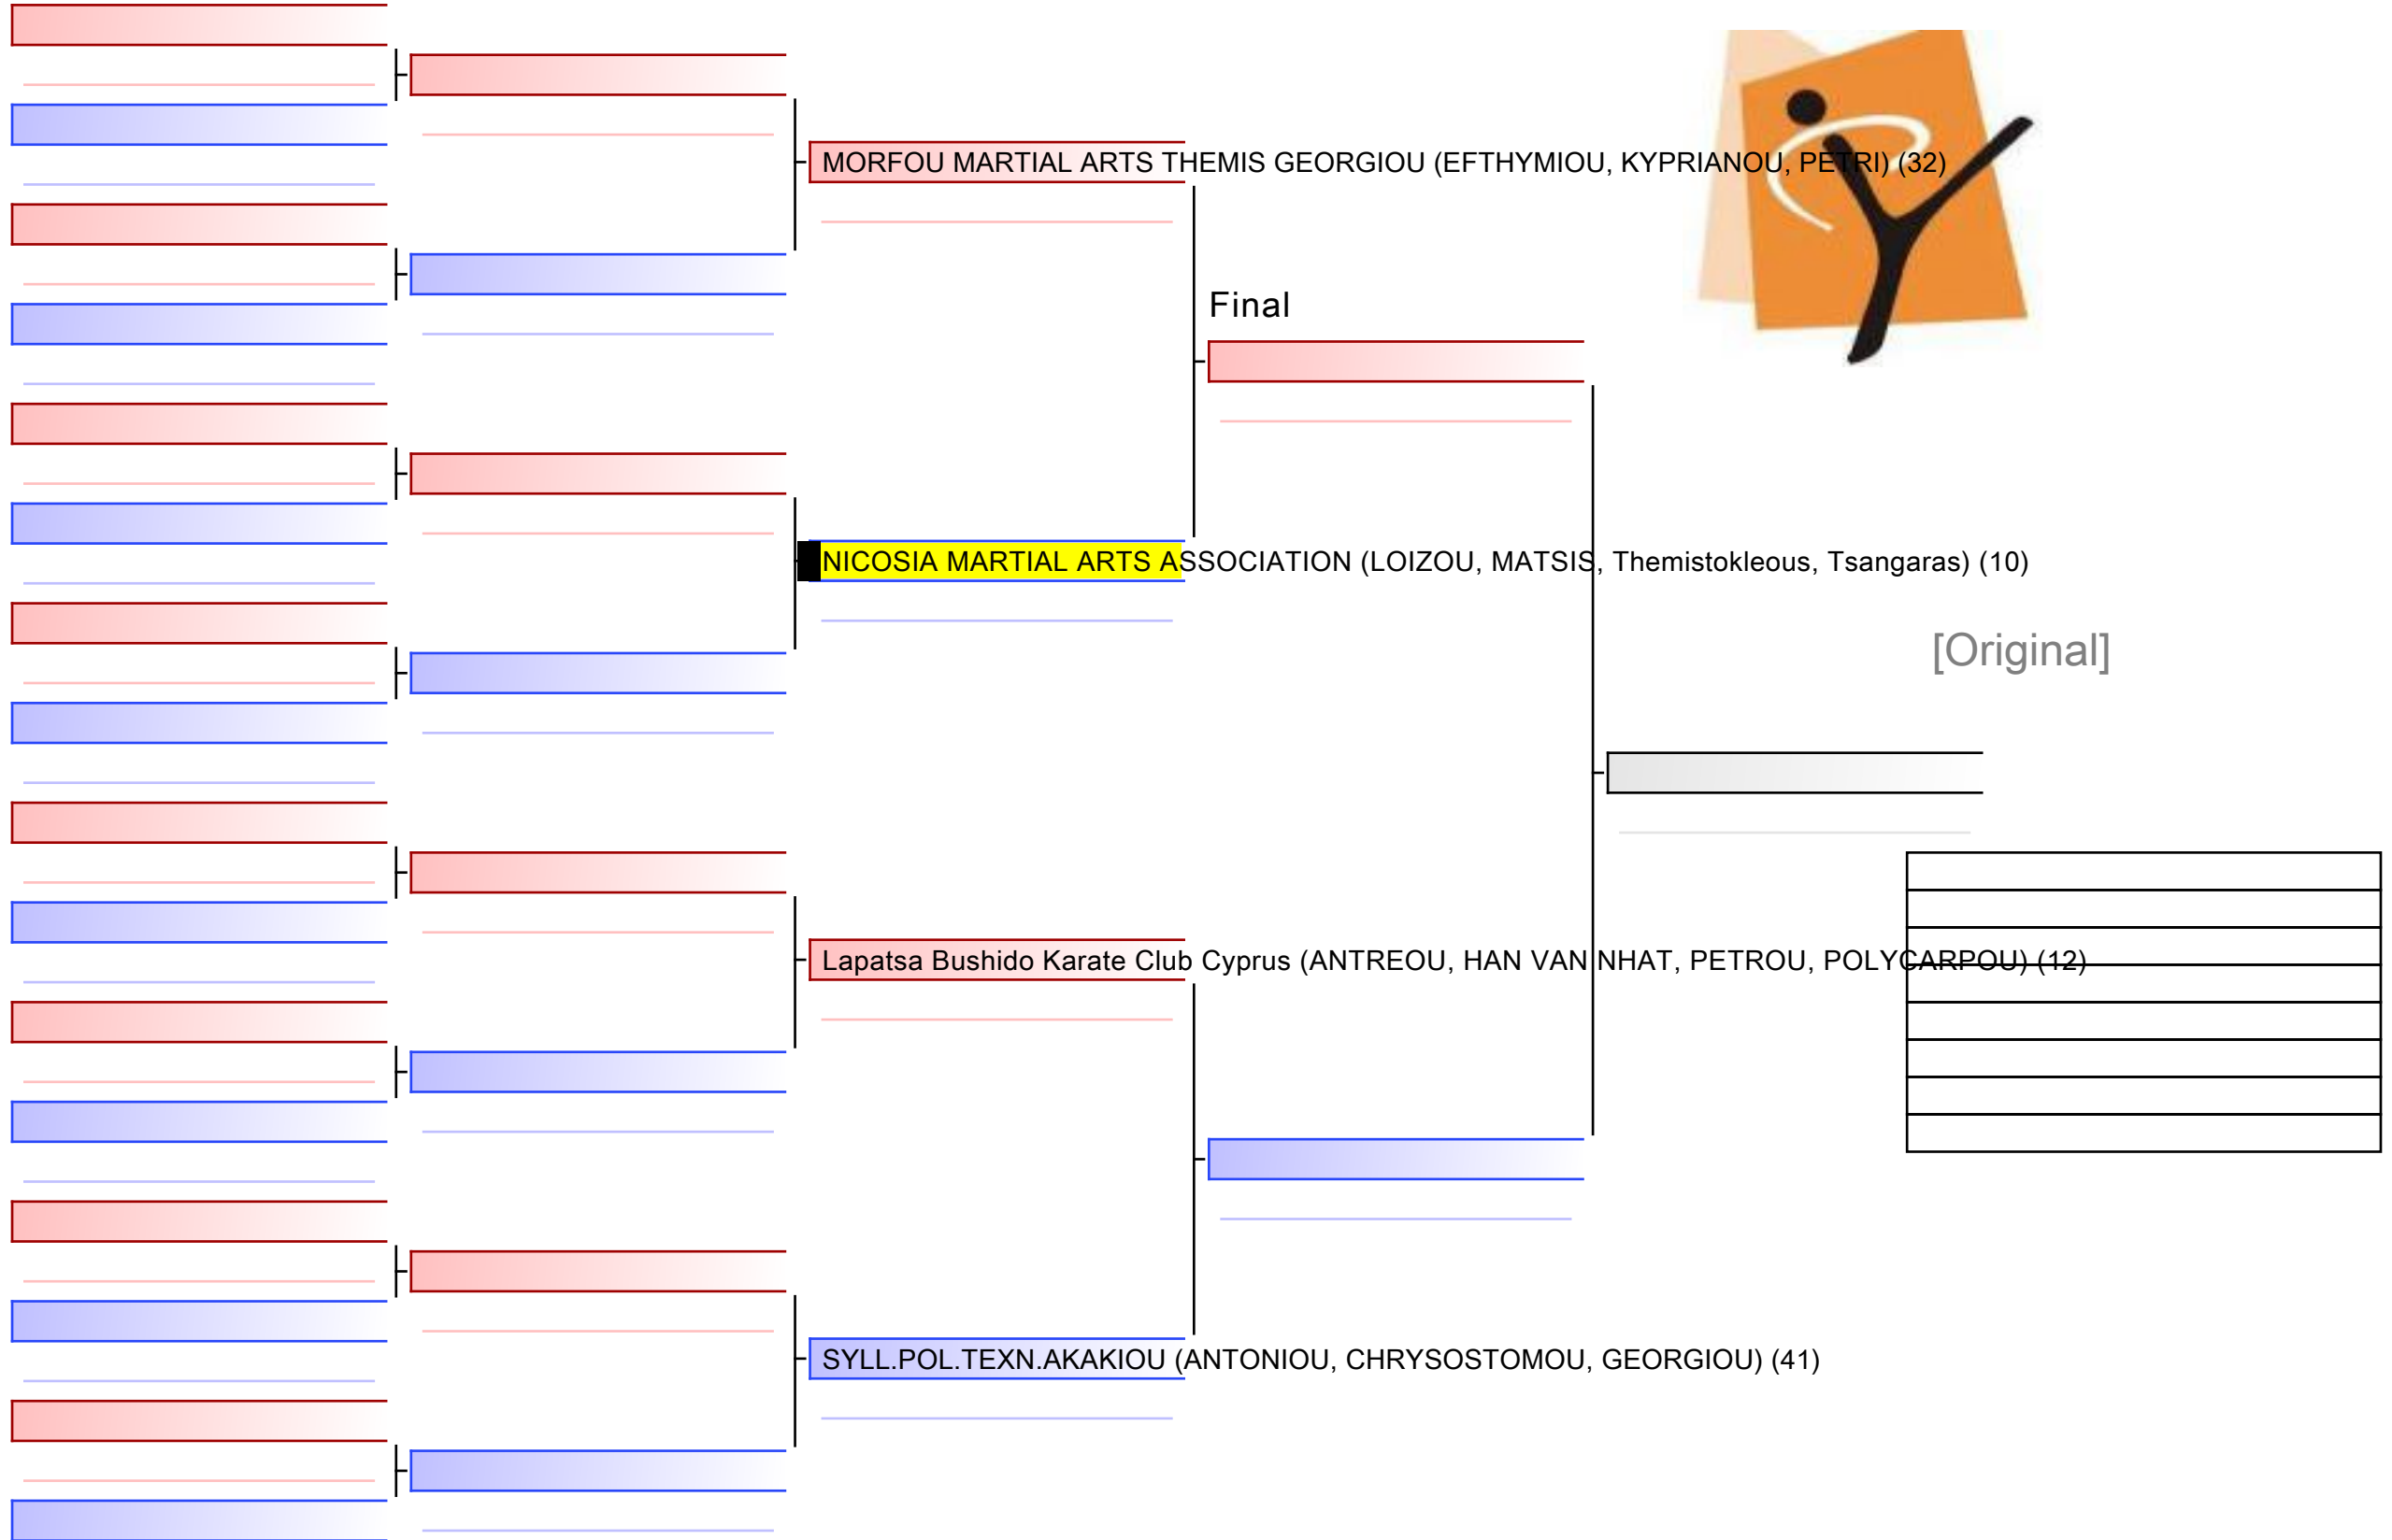 MORFOU MARTIAL ARTS THEMIS GEORGIOU (EFTHYMIOU, KYPRIANOU, PETRI) (32)
Final
NICOSIA MARTIAL ARTS ASSOCIATION (LOIZOU, MATSIS, Themistokleous, Tsangaras) (10)
[Original]
Lapatsa Bushido Karate Club Cyprus (ANTREOU, HAN VAN NHAT, PETROU, POLYCARPOU) (12)
SYLL.POL.TEXN.AKAKIOU (ANTONIOU, CHRYSOSTOMOU, GEORGIOU) (41)